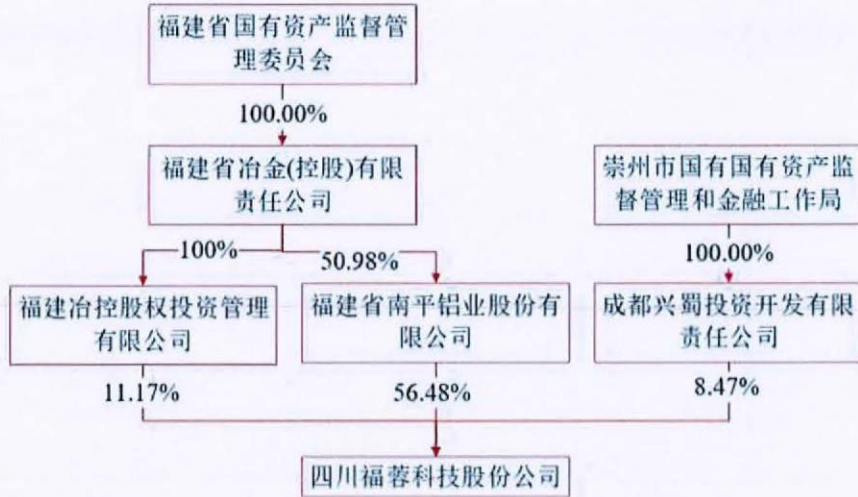 福建省国有资产监督管
理委员会
100.00%
福建省冶金(控股)有限
责任公司
崇州市国有国有资产监
督管理和金融工作局
100%
50.98%
100.00%
福建冶控股权投资管理
有限公司
福建省南平铝业股份有
限公司
成都兴蜀投资开发有限
责任公司
11.17%
56.48%
8.47%
四川福蓉科技股份公司